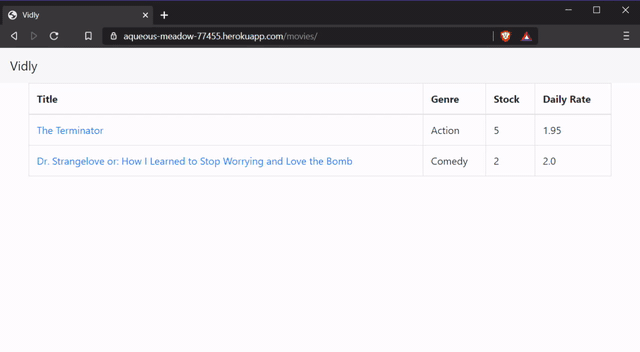 Vidly
aqueous-meadow-77455.herokuapp.com/movies/
Vidly
Title Genre Stock Daily Rate
The Terminator Action 5 1.95
Dr. Strangelove or: How I Learned to Stop Worrying and Love the Bomb Comedy 2 2.0